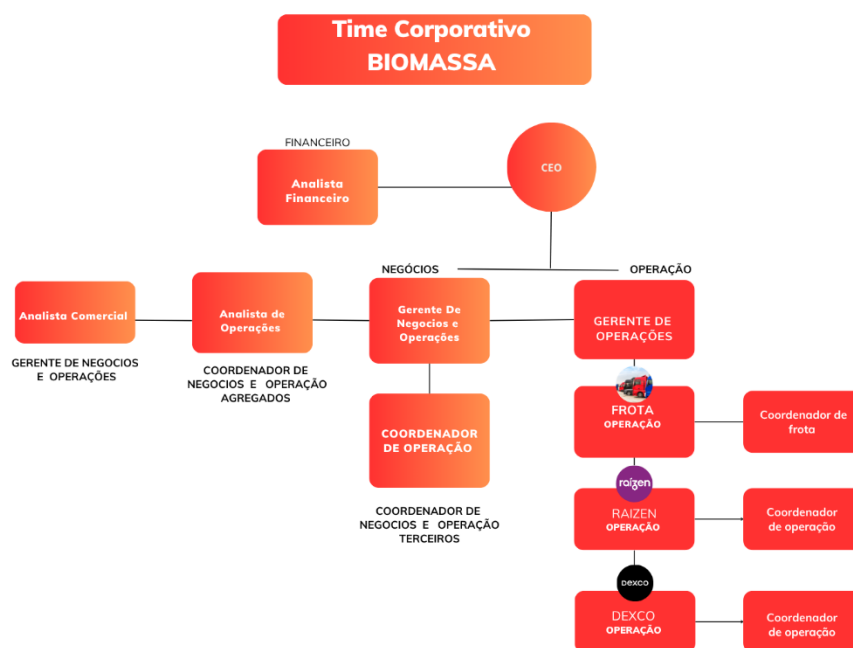 Time Corporativo
BIOMASSA
FINANCEIRO
CEO
Analista
Financeiro
NEGÓCIOS
OPERAÇÃO
Analista Comercial
GERENTE DE NEGOCIOS
E OPERAÇÕES
Analista de
Operações
COORDENADOR DE
NEGOCIOS E OPERAÇÃO
AGREGADOS
Gerente De
Negocios e
Operações
GERENTE DE
OPERAÇÕES
COORDENADOR
DE OPERAÇÃO
COORDENADOR DE
NEGOCIOS E OPERAÇÃO
TERCEIROS
FROTA
OPERAÇÃO
Coordenador de
frota
raízen
RAIZEN
OPERAÇÃO
Coordenador
de operação
DEXCO
DEXCO
OPERAÇÃO
Coordenador
de operação